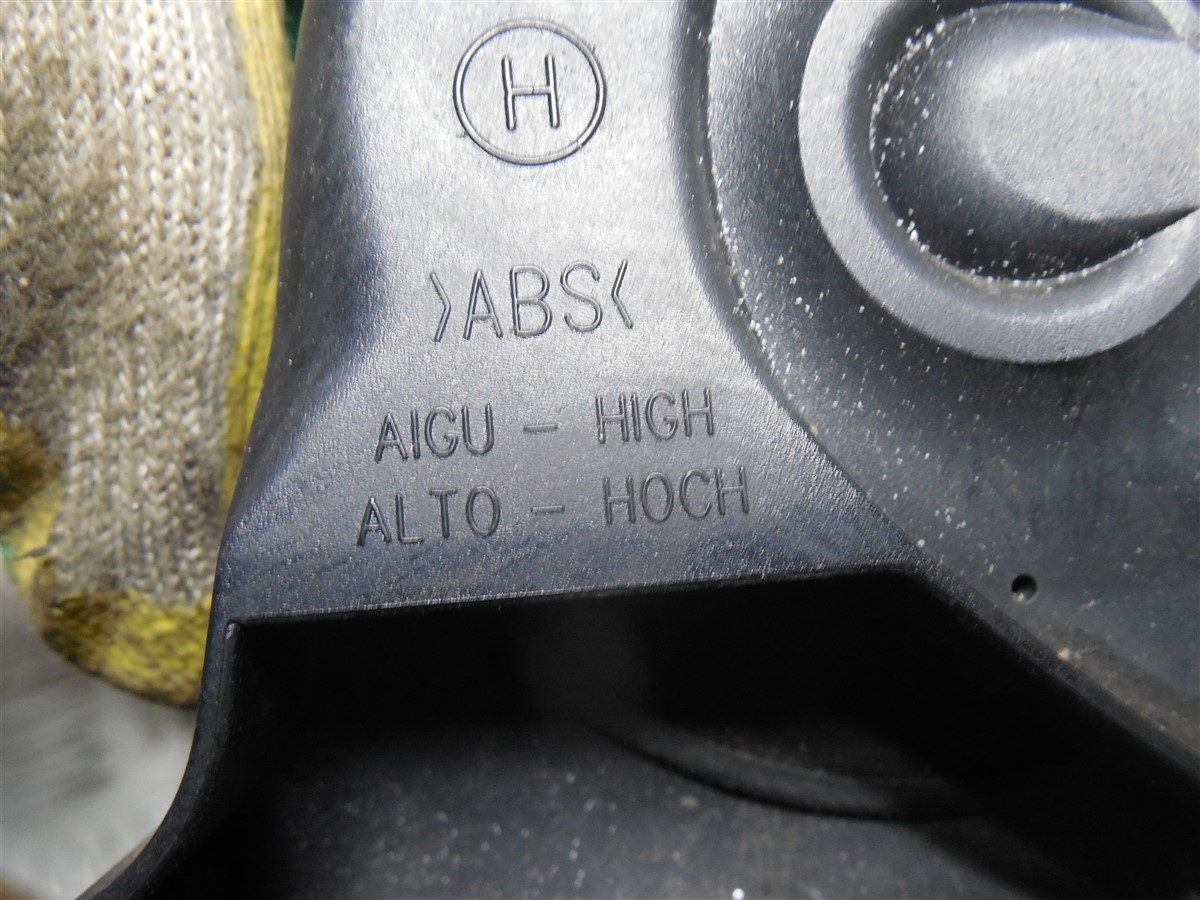 H
>ABS<
AIGU - HIGH
ALTO - HOCH